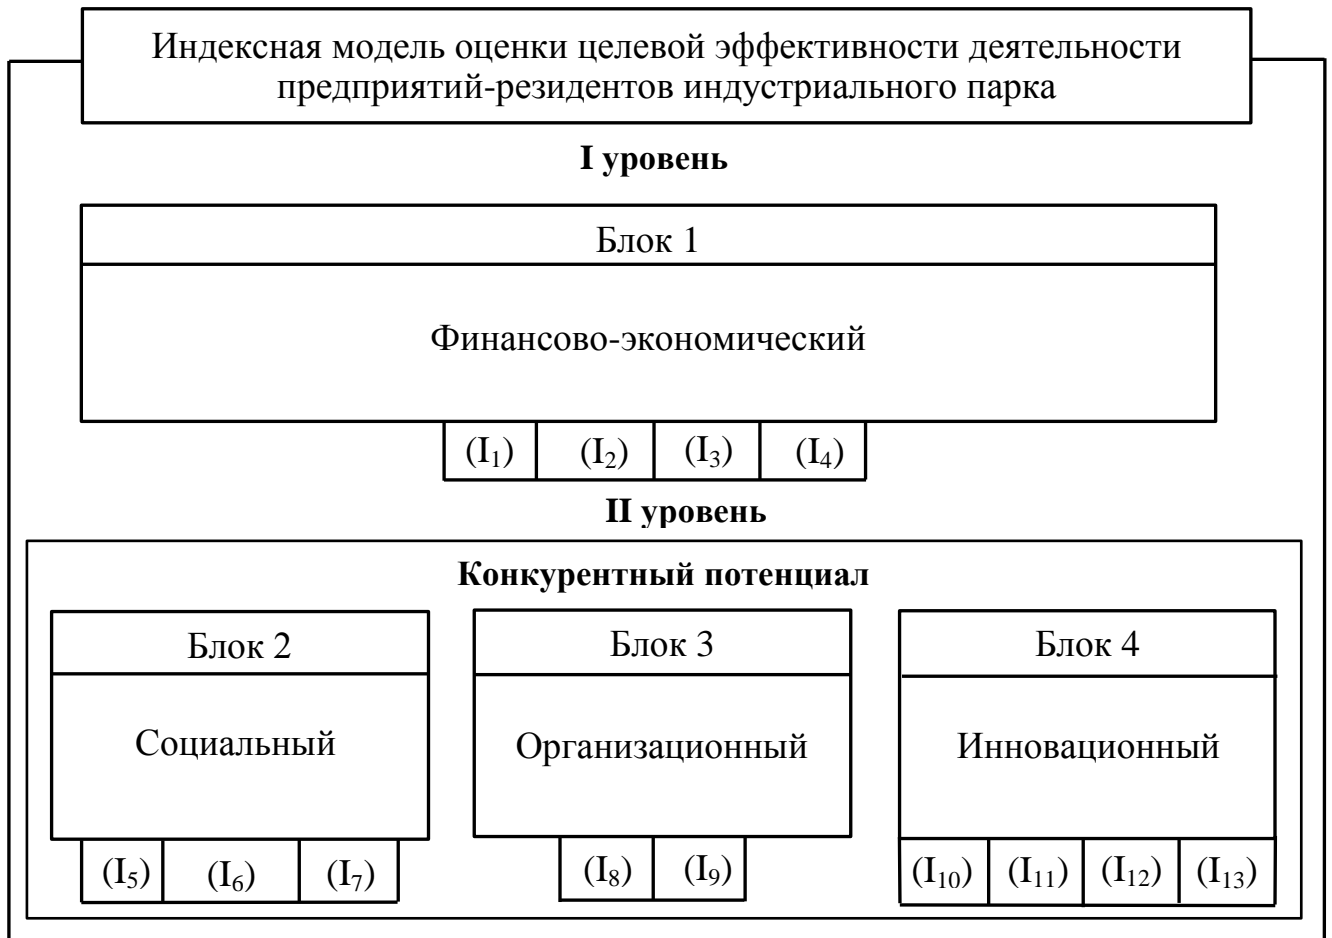 Индексная модель оценки целевой эффективности деятельности
предприятий-резидентов индустриального парка
I уровень
Блок 1
Финансово-экономический
(I₁) (I₂) (I₃) (I₄)
II уровень
Конкурентный потенциал
Блок 2
Социальный
(I₅) (I₆) (I₇)
Блок 3
Организационный
(I₈) (I₉)
Блок 4
Инновационный
(I₁₀) (I₁₁) (I₁₂) (I₁₃)